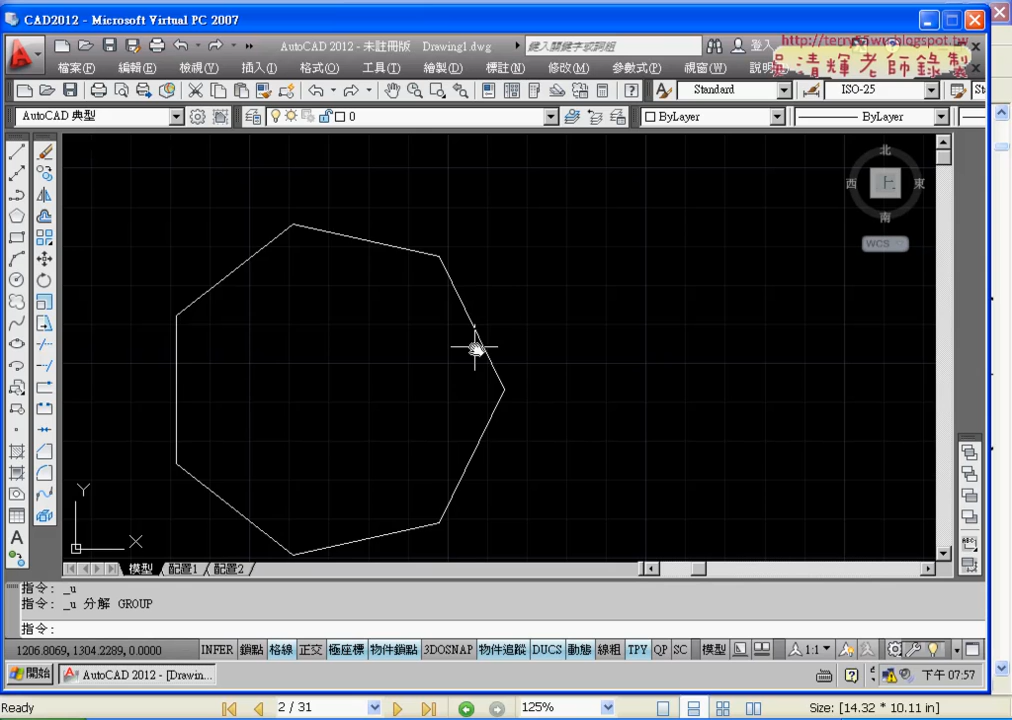 CAD2012 - Microsoft Virtual PC 2007
AutoCAD 2012 - 未註冊版 Drawing1.dwg
鍵入關鍵字或詞組
登入
http://terry55wu.blogspot.tw
吳清輝老師錄製
檔案(F) 編輯(E) 檢視(V) 插入(I) 格式(O) 工具(T) 繪製(D) 標註(N) 修改(M) 參數式(P) 視窗(W) 說明
Standard ISO-25 St
AutoCAD 典型 0 ByLayer ByLayer
北
西 上 東
南
WCS
Y
X
模型 配置1 配置2
指令: _u
指令: _u 分解 GROUP
指令:
1206.8069, 1304.2289, 0.0000 INFER 鎖點 格線 正交 極座標 物件鎖點 3DOSNAP 物件追蹤 DUCS 動態 線粗 TPY QP SC 模型 1:1
開始 AutoCAD 2012 - [Drawin... 下午 07:57
Ready 2 / 31 125% Size: [14.32 * 10.11 in]